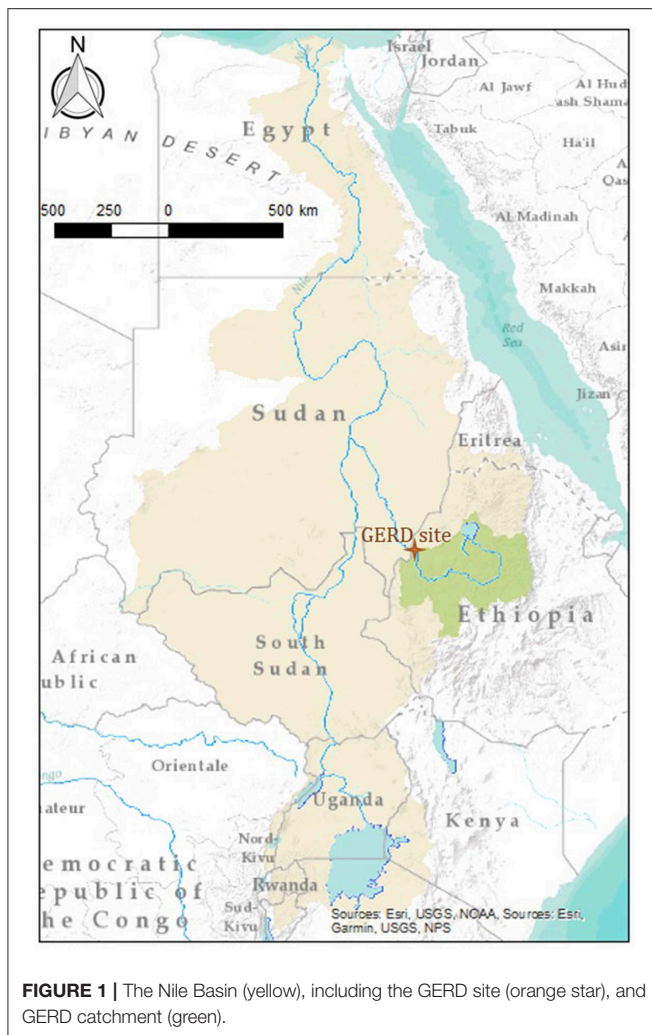 N
Israel
Jordan
Al Jawf
Al Hud
ash Shama
IBYAN DESERT
Egypt
Tabuk
Ha'il
Qas
500 250 0 500 km
Al Madinah
Nile
Makkah
Red
Sea
Asir
Jizan
Sudan
Eritrea
GERD site
Ethiopia
South
Sudan
African
ublic
Orientale
ongo
Uganda
ateur
Kenya
Nord-
Kivu
emocratic
epublic of
he Congo
Rwanda
Sud-
Kivu
Sources: Esri, USGS, NOAA, Sources: Esri,
Garmin, USGS, NPS
FIGURE 1 | The Nile Basin (yellow), including the GERD site (orange star), and
GERD catchment (green).